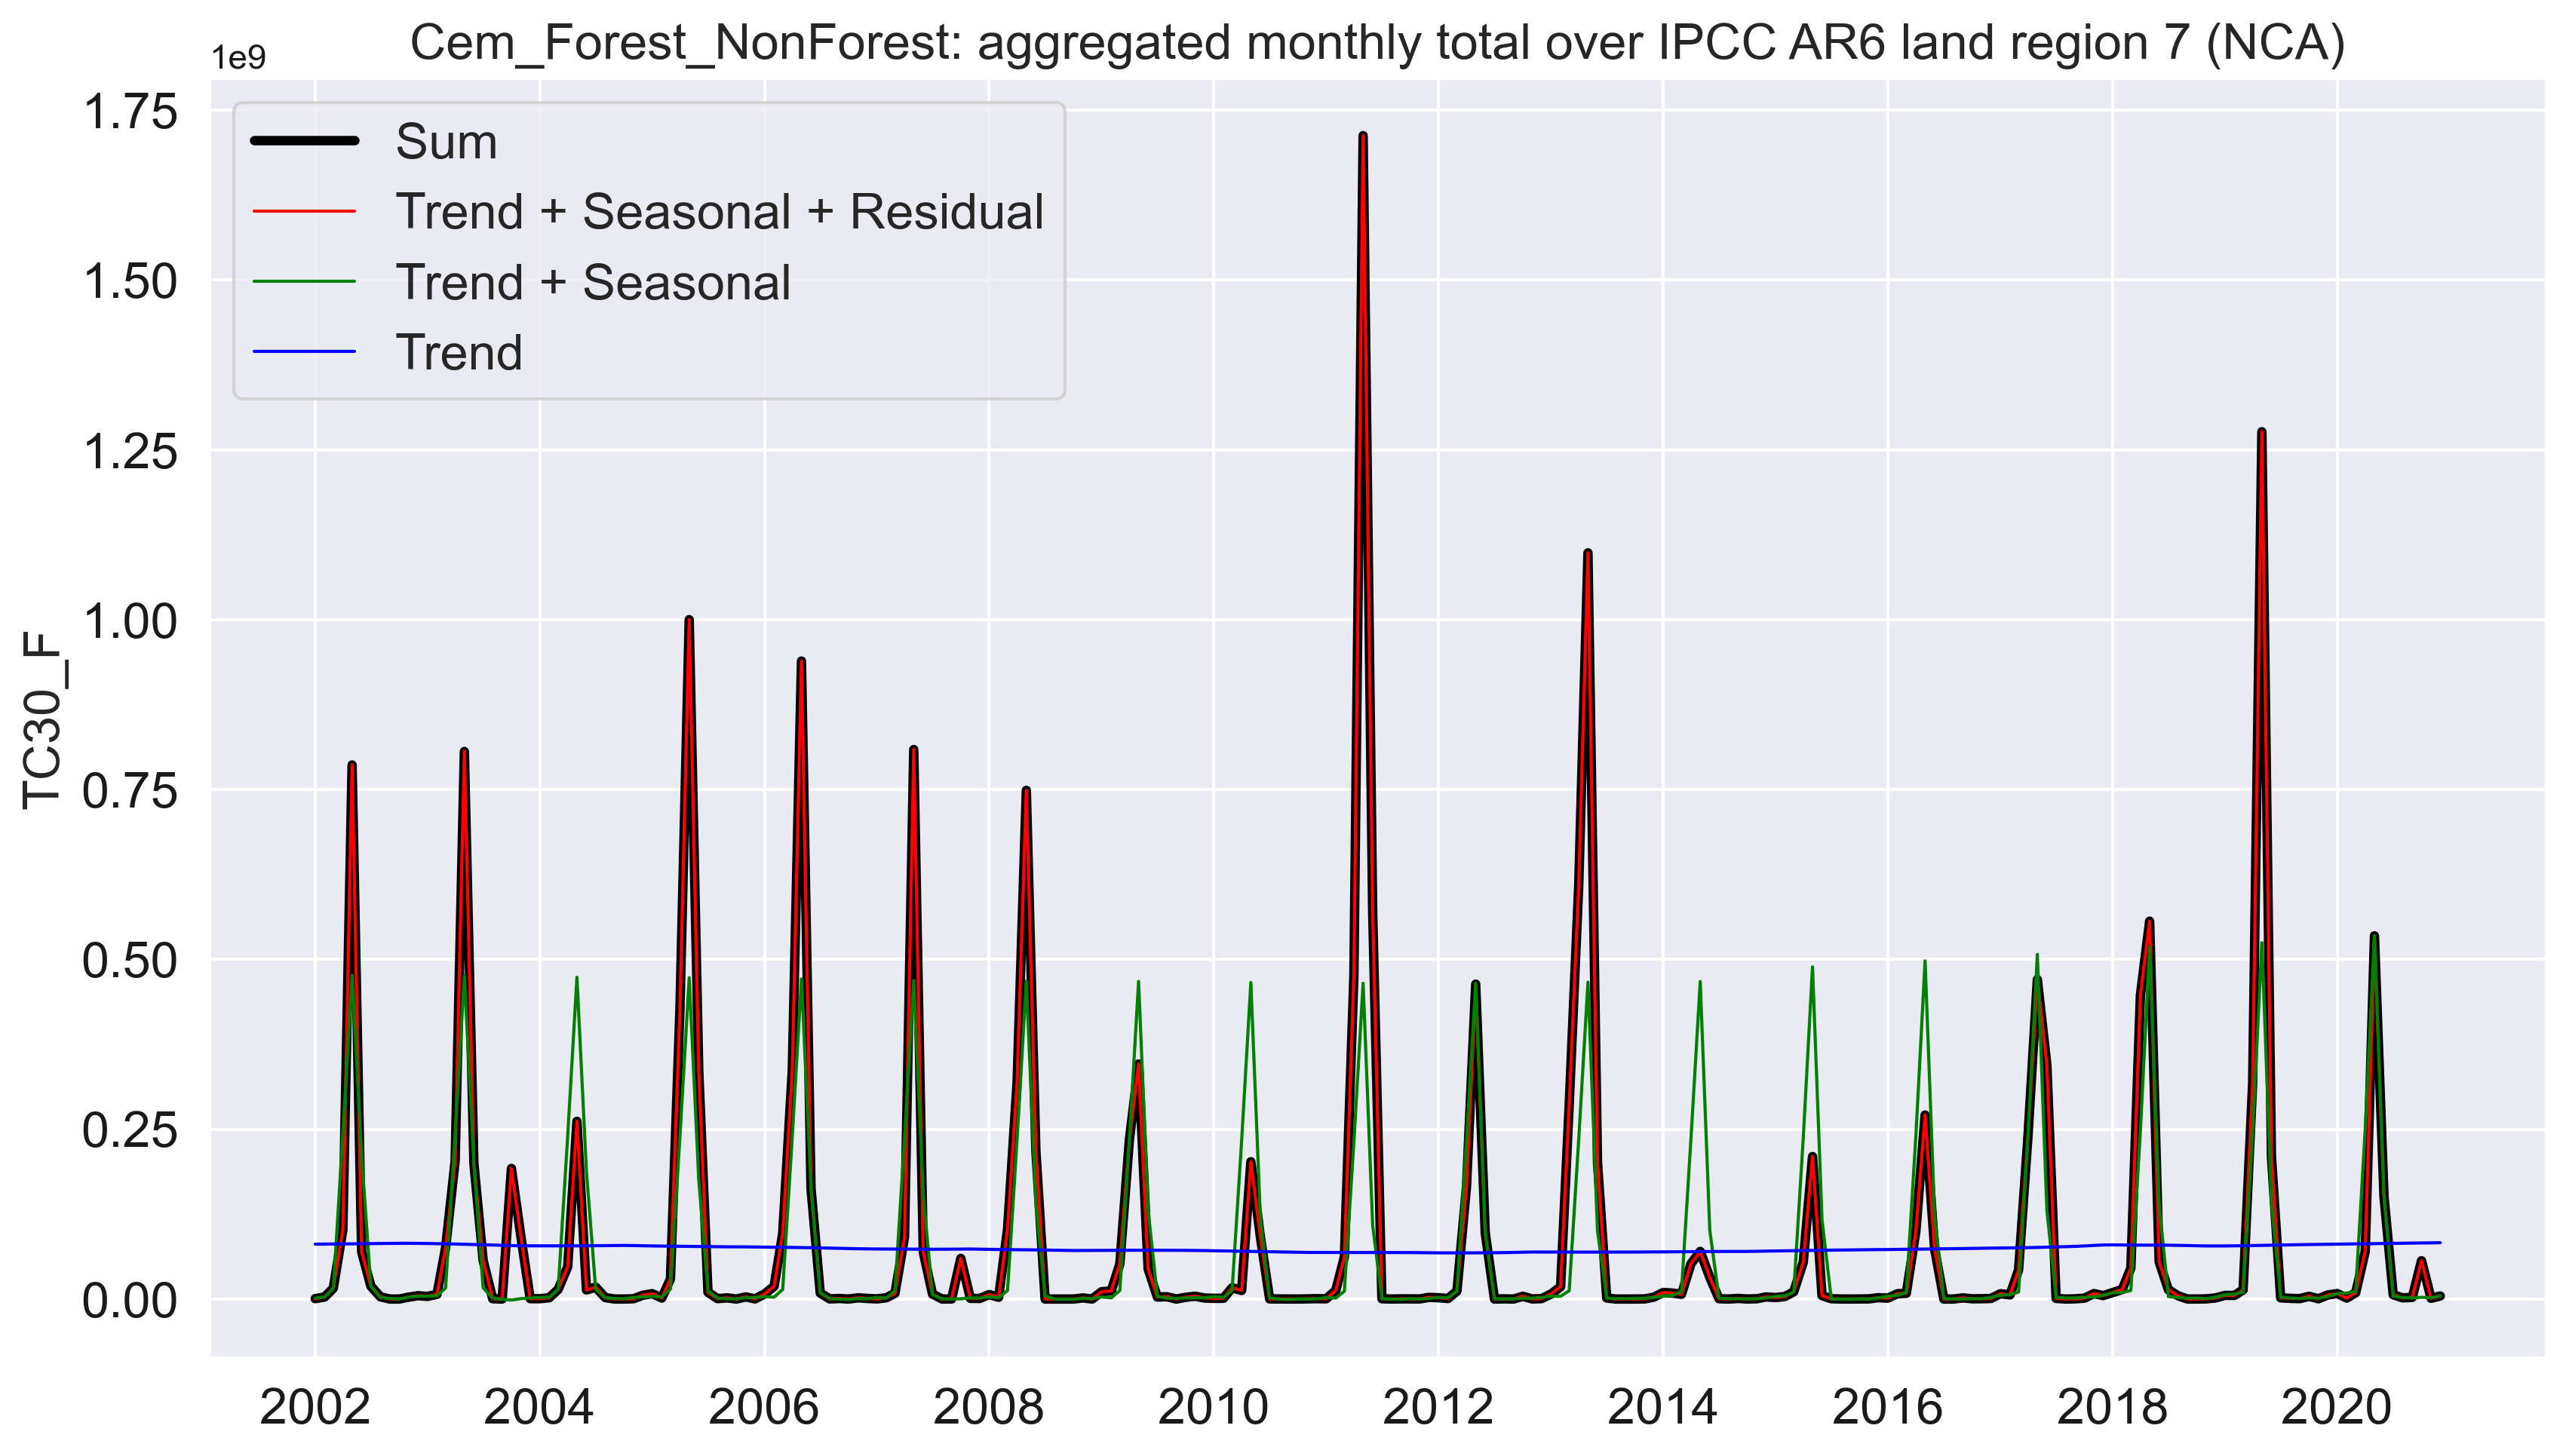 Cem_Forest_NonForest: aggregated monthly total over IPCC AR6 land region 7 (NCA)
1e9
1.75
1.50
1.25
1.00
0.75
0.50
0.25
0.00
TC30_F
Sum
Trend + Seasonal + Residual
Trend + Seasonal
Trend
2002 2004 2006 2008 2010 2012 2014 2016 2018 2020